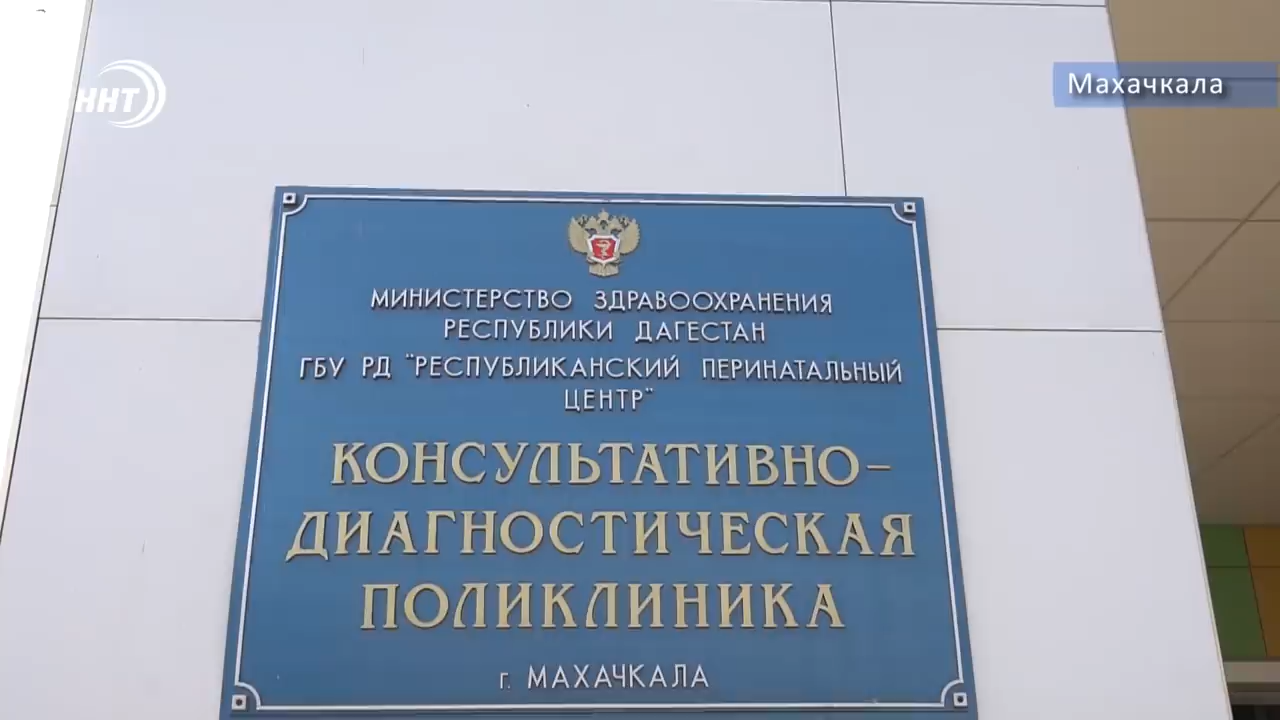 ННТ
Махачкала
МИНИСТЕРСТВО ЗДРАВООХРАНЕНИЯ
РЕСПУБЛИКИ ДАГЕСТАН
ГБУ РД "РЕСПУБЛИКАНСКИЙ ПЕРИНАТАЛЬНЫЙ
ЦЕНТР"
КОНСУЛЬТАТИВНО-
ДИАГНОСТИЧЕСКАЯ
ПОЛИКЛИНИКА
г. МАХАЧКАЛА